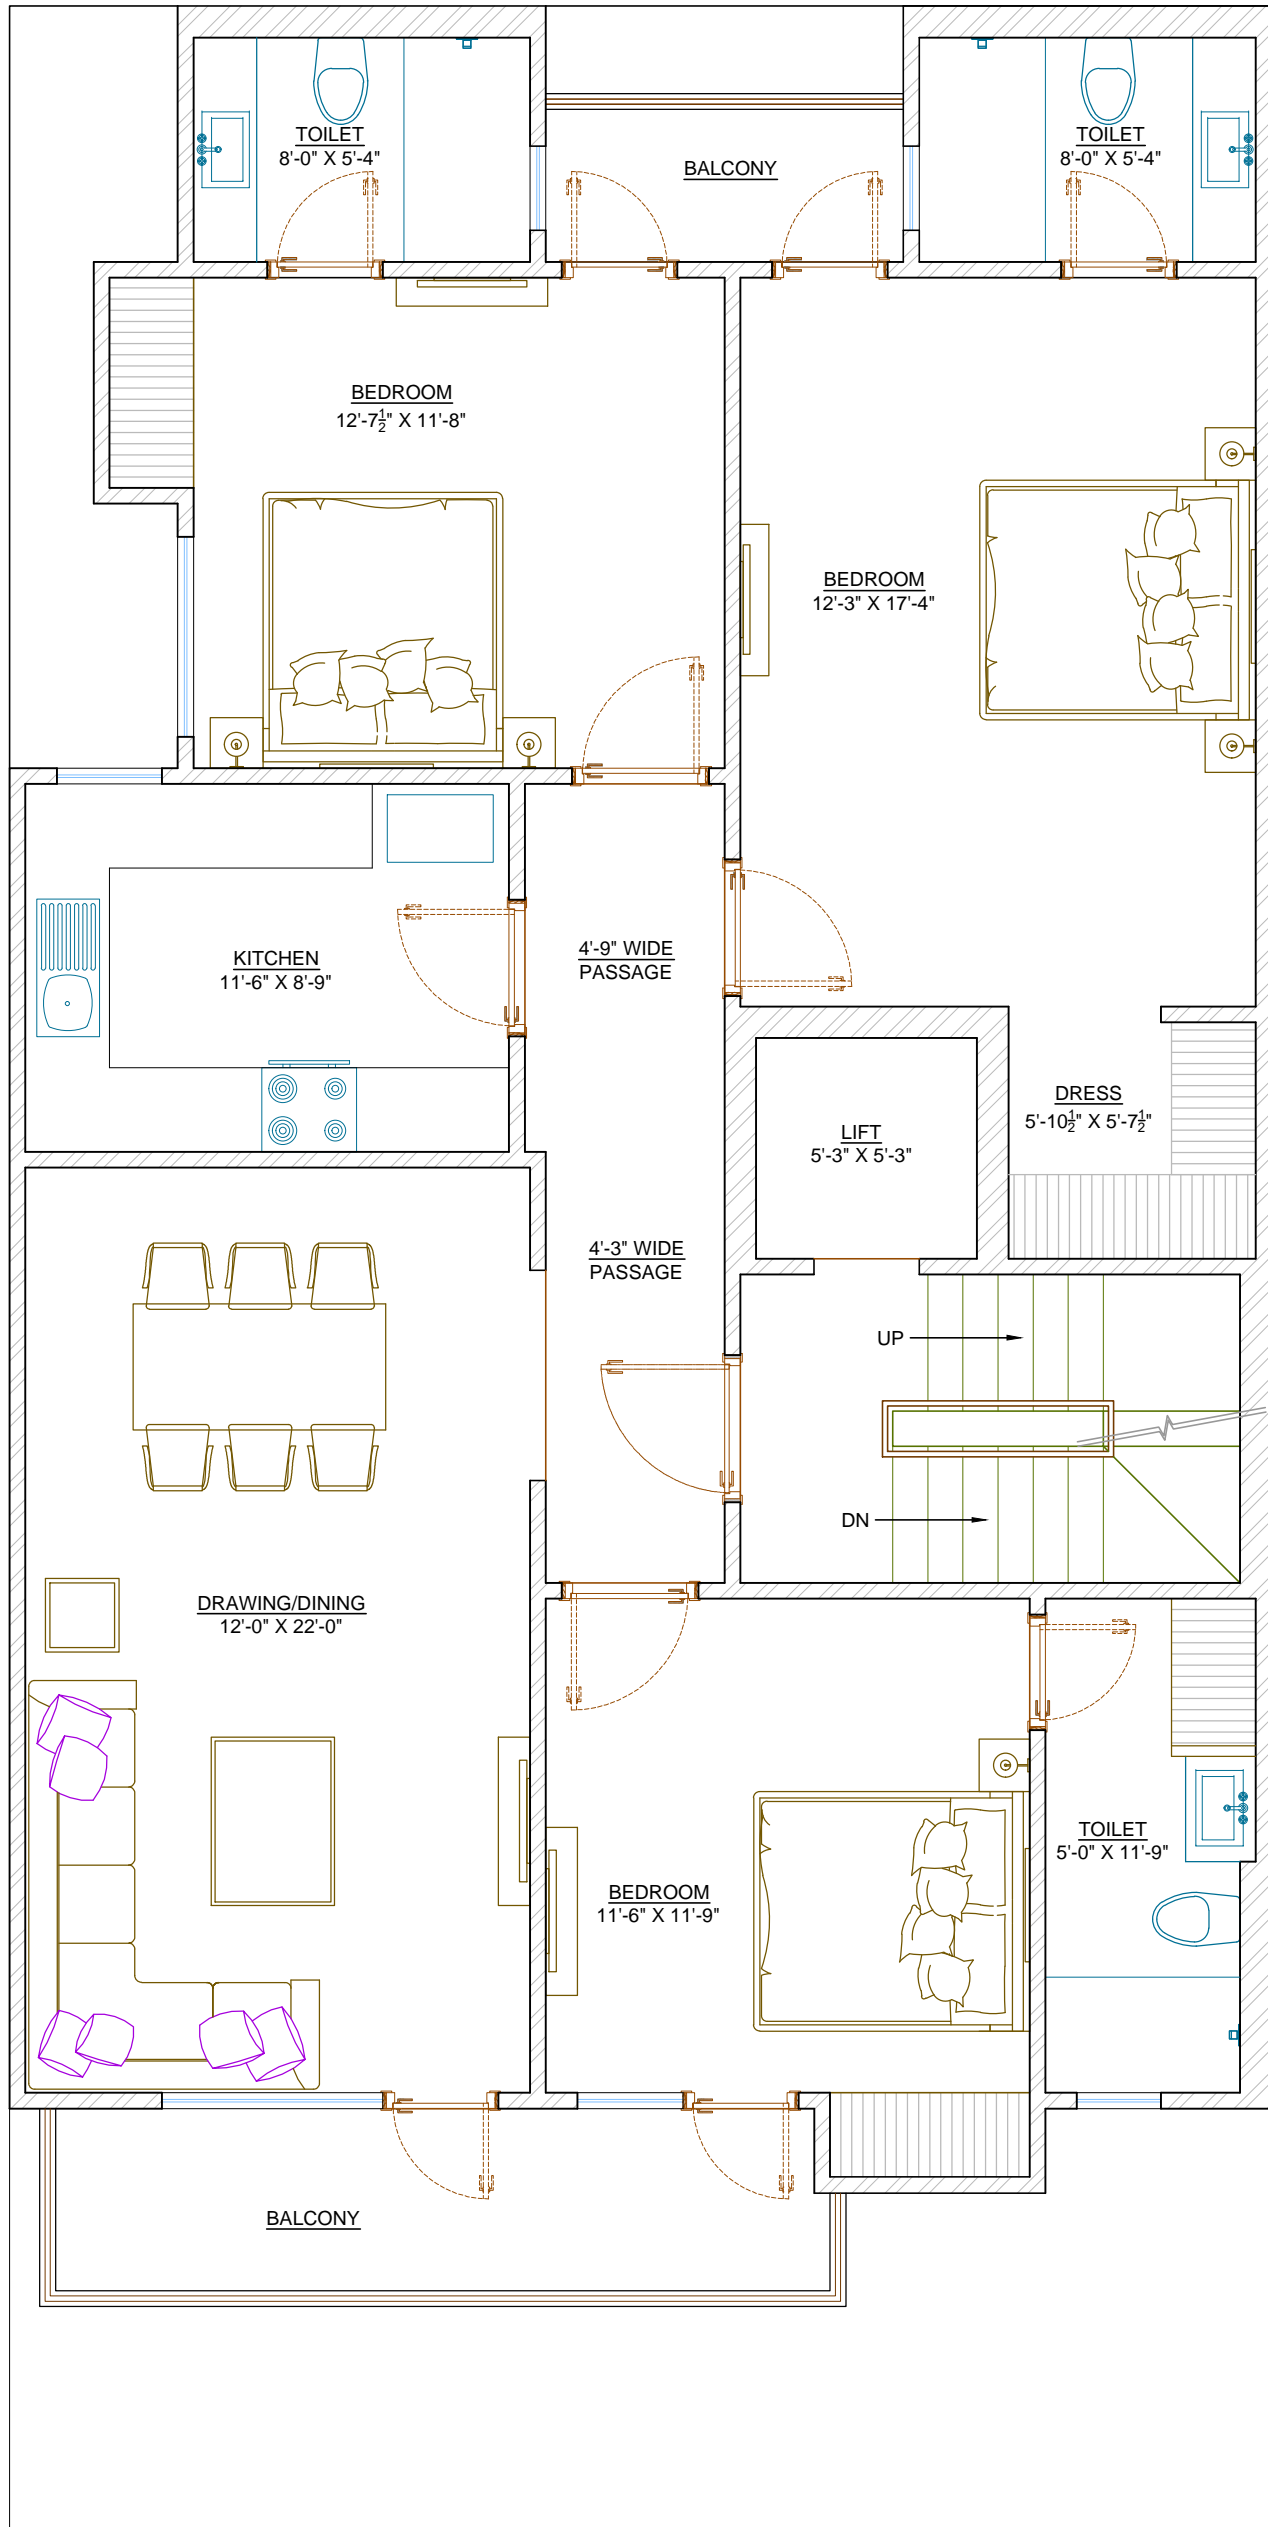 TOILET
8'-0" X 5'-4"
BALCONY
TOILET
8'-0" X 5'-4"
BEDROOM
12'-7½" X 11'-8"
BEDROOM
12'-3" X 17'-4"
KITCHEN
11'-6" X 8'-9"
4'-9" WIDE
PASSAGE
DRESS
5'-10½" X 5'-7½"
LIFT
5'-3" X 5'-3"
4'-3" WIDE
PASSAGE
UP
DN
DRAWING/DINING
12'-0" X 22'-0"
TOILET
5'-0" X 11'-9"
BEDROOM
11'-6" X 11'-9"
BALCONY